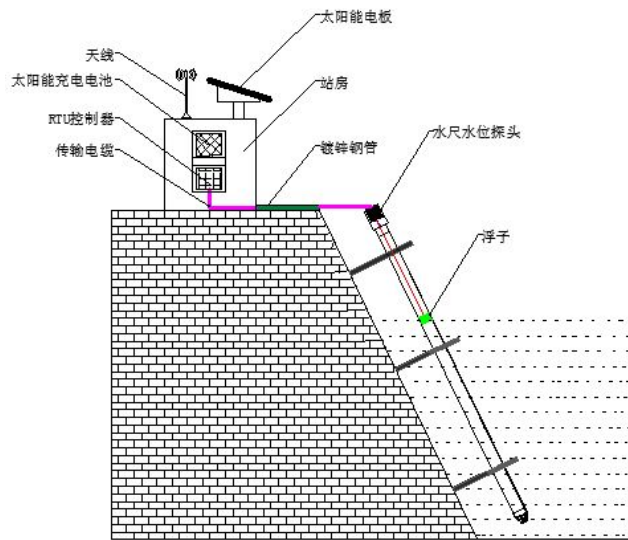 太阳能电板
天线
太阳能充电电池
站房
RTU控制器
水尺水位探头
传输电缆
镀锌钢管
浮子